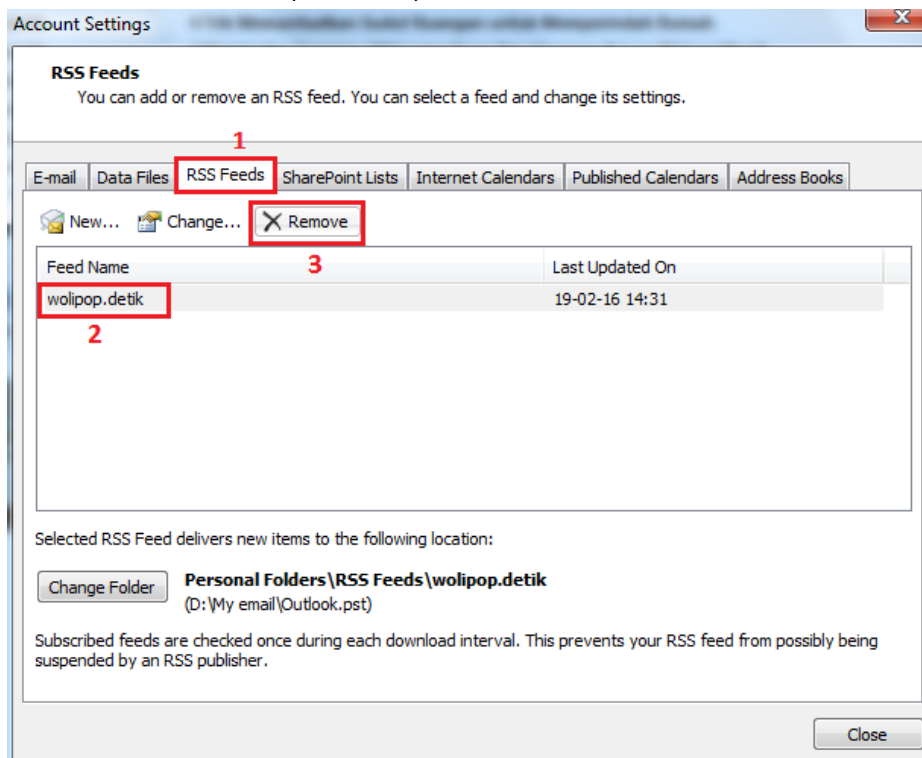 Account Settings
RSS Feeds
You can add or remove an RSS feed. You can select a feed and change its settings.
1
E-mail Data Files RSS Feeds SharePoint Lists Internet Calendars Published Calendars Address Books
New... Change... Remove
3
Feed Name Last Updated On
wolipop.detik 19-02-16 14:31
2
Selected RSS Feed delivers new items to the following location:
Change Folder Personal Folders\RSS Feeds\wolipop.detik
(D:\My email\Outlook.pst)
Subscribed feeds are checked once during each download interval. This prevents your RSS feed from possibly being
suspended by an RSS publisher.
Close